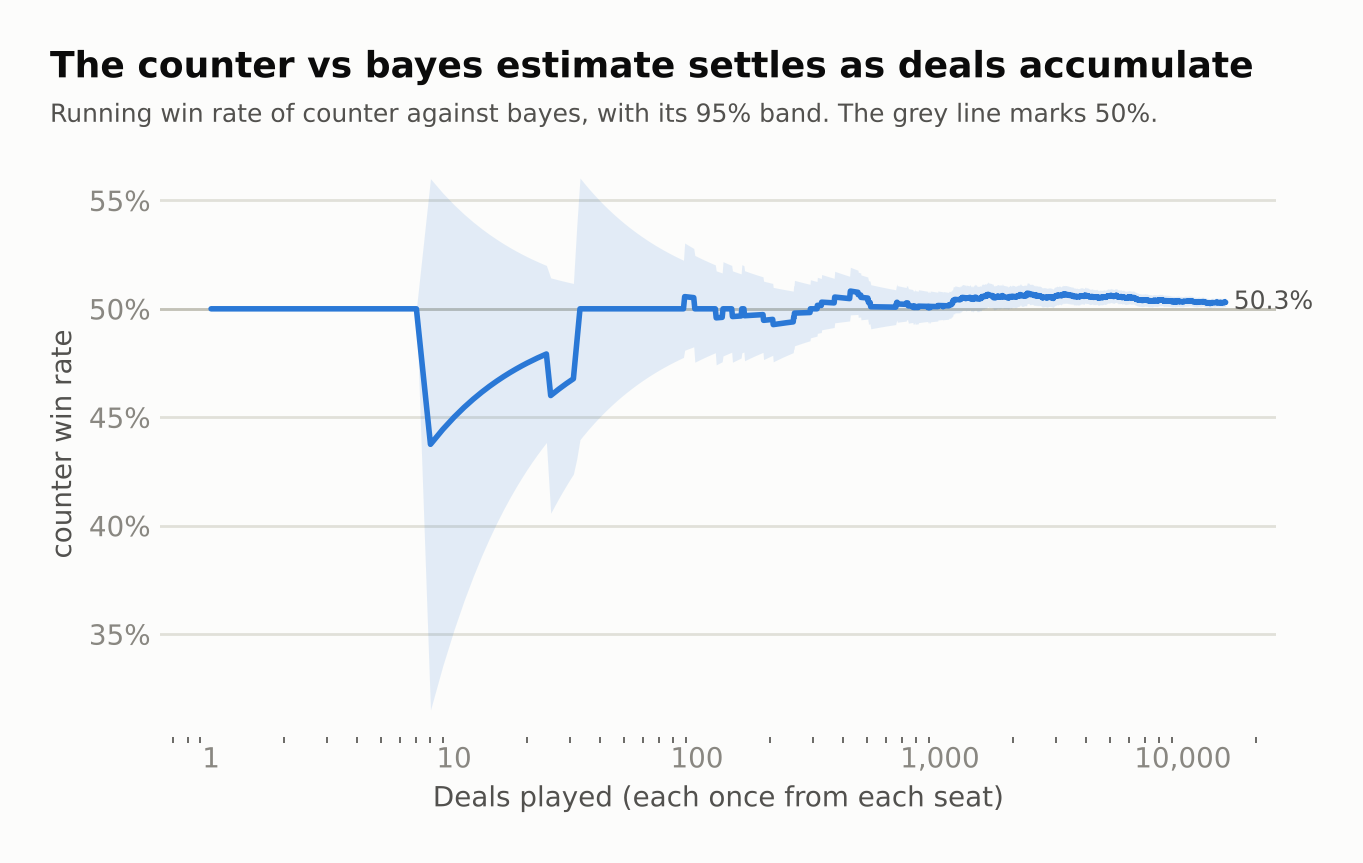 The counter vs bayes estimate settles as deals accumulate
Running win rate of counter against bayes, with its 95% band. The grey line marks 50%.
55%
50%
45%
40%
35%
counter win rate
50.3%
1
10
100
1,000
10,000
Deals played (each once from each seat)